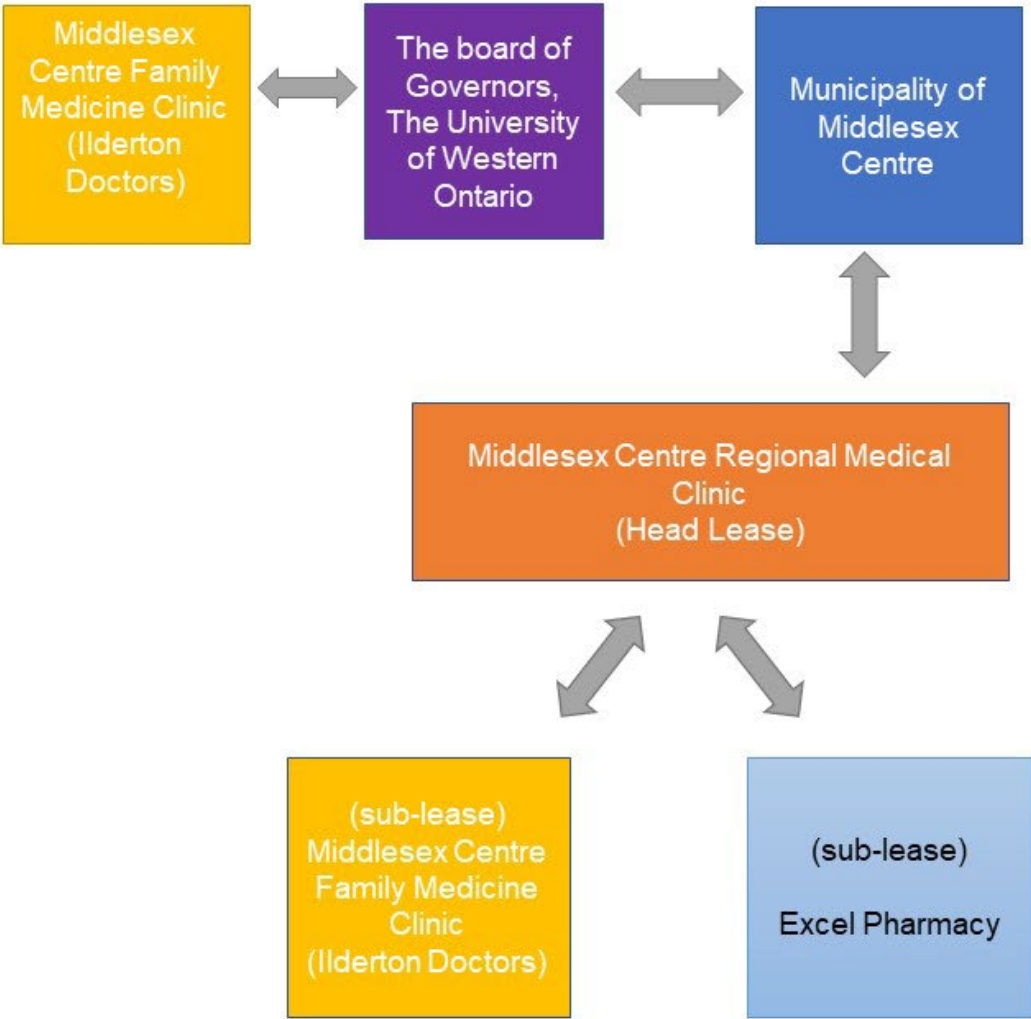 Middlesex
Centre Family
Medicine Clinic
(Ilderton
Doctors)
The board of
Governors,
The University
of Western
Ontario
Municipality of
Middlesex
Centre
Middlesex Centre Regional Medical
Clinic
(Head Lease)
(sub-lease)
Middlesex Centre
Family Medicine
Clinic
(Ilderton Doctors)
(sub-lease)
Excel Pharmacy